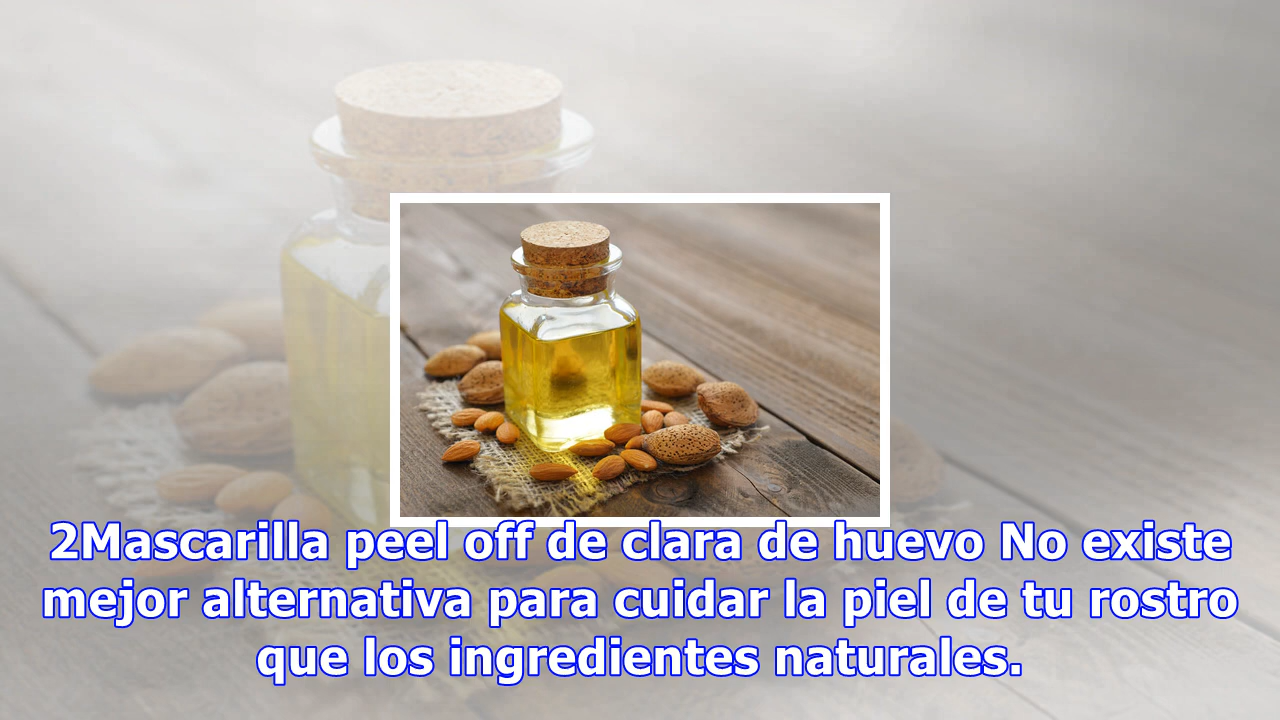 2Mascarilla peel off de clara de huevo No existe
mejor alternativa para cuidar la piel de tu rostro
que los ingredientes naturales.